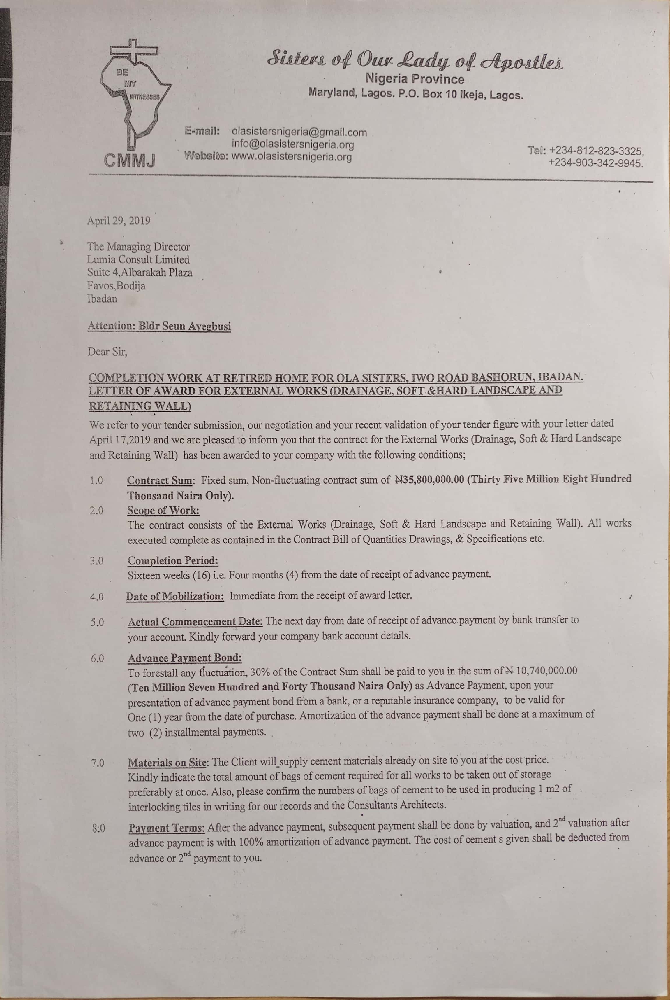 BE
MY
WITNESSES
CMMJ
Sisters of Our Lady of Apostles
Nigeria Province
Maryland, Lagos. P.O. Box 10 Ikeja, Lagos.
E-mail: olasistersnigeria@gmail.com
info@olasistersnigeria.org
Website: www.olasistersnigeria.org
Tel: +234-812-823-3325,
+234-903-342-9945.
April 29, 2019
The Managing Director
Lumia Consult Limited
Suite 4,Albarakah Plaza
Favos,Bodija
Ibadan
Attention: Bldr Seun Ayegbusi
Dear Sir,
COMPLETION WORK AT RETIRED HOME FOR OLA SISTERS, IWO ROAD BASHORUN, IBADAN.
LETTER OF AWARD FOR EXTERNAL WORKS (DRAINAGE, SOFT &HARD LANDSCAPE AND
RETAINING WALL)
We refer to your tender submission, our negotiation and your recent validation of your tender figure with your letter dated
April 17,2019 and we are pleased to inform you that the contract for the External Works (Drainage, Soft & Hard Landscape
and Retaining Wall) has been awarded to your company with the following conditions;
1.0 Contract Sum: Fixed sum, Non-fluctuating contract sum of ₦35,800,000.00 (Thirty Five Million Eight Hundred
Thousand Naira Only).
2.0 Scope of Work:
The contract consists of the External Works (Drainage, Soft & Hard Landscape and Retaining Wall). All works
executed complete as contained in the Contract Bill of Quantities Drawings, & Specifications etc.
3.0 Completion Period:
Sixteen weeks (16) i.e. Four months (4) from the date of receipt of advance payment.
4.0 Date of Mobilization: Immediate from the receipt of award letter.
5.0 Actual Commencement Date: The next day from date of receipt of advance payment by bank transfer to
your account. Kindly forward your company bank account details.
6.0 Advance Payment Bond:
To forestall any fluctuation, 30% of the Contract Sum shall be paid to you in the sum of ₦ 10,740,000.00
(Ten Million Seven Hundred and Forty Thousand Naira Only) as Advance Payment, upon your
presentation of advance payment bond from a bank, or a reputable insurance company, to be valid for
One (1) year from the date of purchase. Amortization of the advance payment shall be done at a maximum of
two (2) installmental payments.
7.0 Materials on Site: The Client will supply cement materials already on site to you at the cost price.
Kindly indicate the total amount of bags of cement required for all works to be taken out of storage
preferably at once. Also, please confirm the numbers of bags of cement to be used in producing 1 m2 of
interlocking tiles in writing for our records and the Consultants Architects.
8:0 Payment Terms: After the advance payment, subsequent payment shall be done by valuation, and 2nd valuation after
advance payment is with 100% amortization of advance payment. The cost of cement s given shall be deducted from
advance or 2nd payment to you.